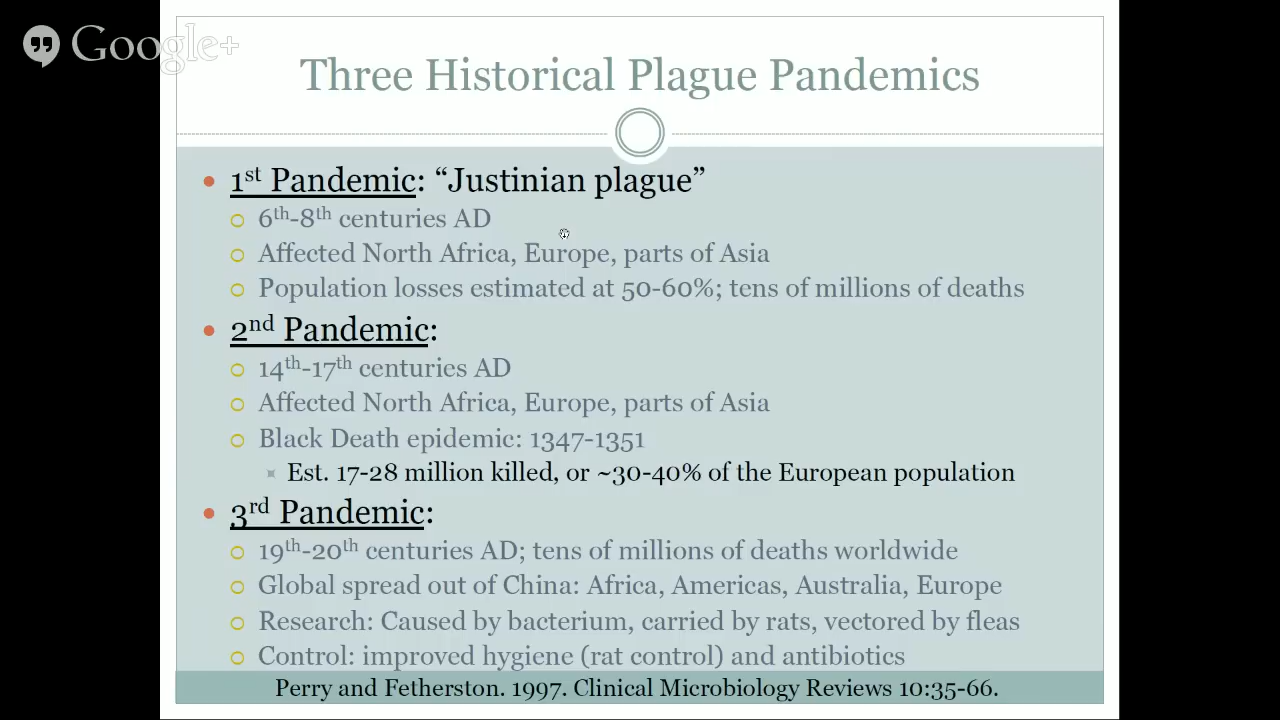 Google+
Three Historical Plague Pandemics
1st Pandemic: “Justinian plague”
6th-8th centuries AD
Affected North Africa, Europe, parts of Asia
Population losses estimated at 50-60%; tens of millions of deaths
2nd Pandemic:
14th-17th centuries AD
Affected North Africa, Europe, parts of Asia
Black Death epidemic: 1347-1351
Est. 17-28 million killed, or ~30-40% of the European population
3rd Pandemic:
19th-20th centuries AD; tens of millions of deaths worldwide
Global spread out of China: Africa, Americas, Australia, Europe
Research: Caused by bacterium, carried by rats, vectored by fleas
Control: improved hygiene (rat control) and antibiotics
Perry and Fetherston. 1997. Clinical Microbiology Reviews 10:35-66.